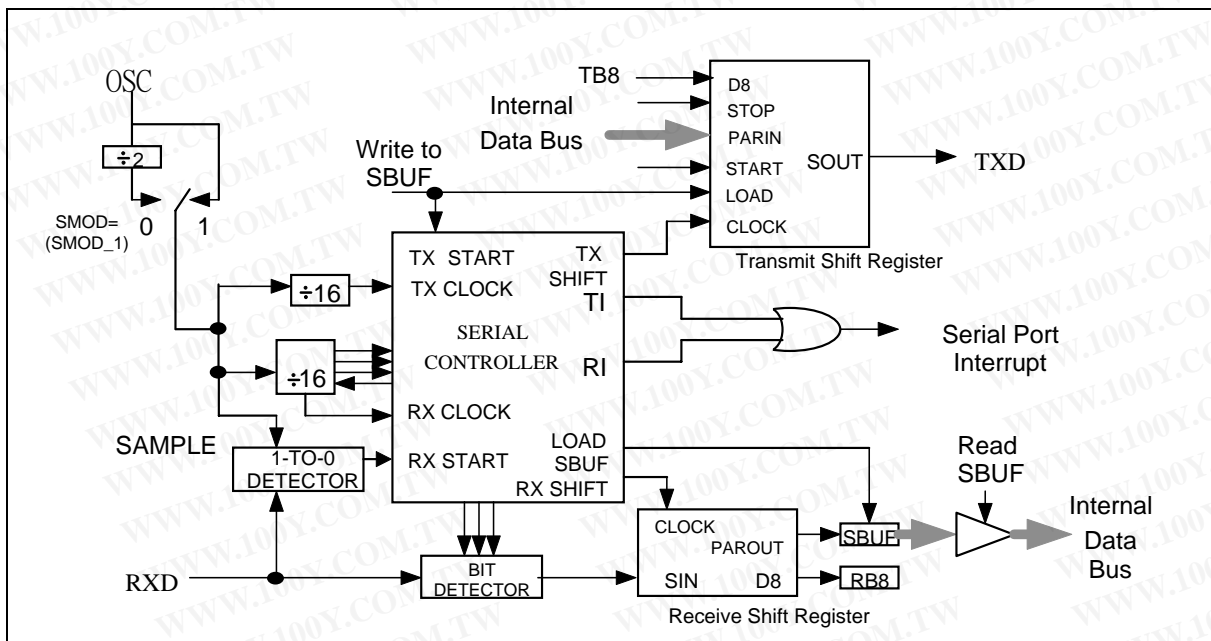 OSC
÷2
SMOD=
(SMOD_1)
0
1
Write to
SBUF
Internal
Data Bus
TB8
D8
STOP
PARIN
START
LOAD
CLOCK
SOUT
TXD
Transmit Shift Register
÷16
÷16
TX START
TX CLOCK
SERIAL
CONTROLLER
RX CLOCK
RX START
TX
SHIFT
TI
RI
LOAD
SBUF
RX SHIFT
Serial Port
Interrupt
SAMPLE
1-TO-0
DETECTOR
RXD
BIT
DETECTOR
CLOCK
PAROUT
SIN
D8
Receive Shift Register
SBUF
RB8
Read
SBUF
Internal
Data
Bus
WWW.100Y.COM.TW